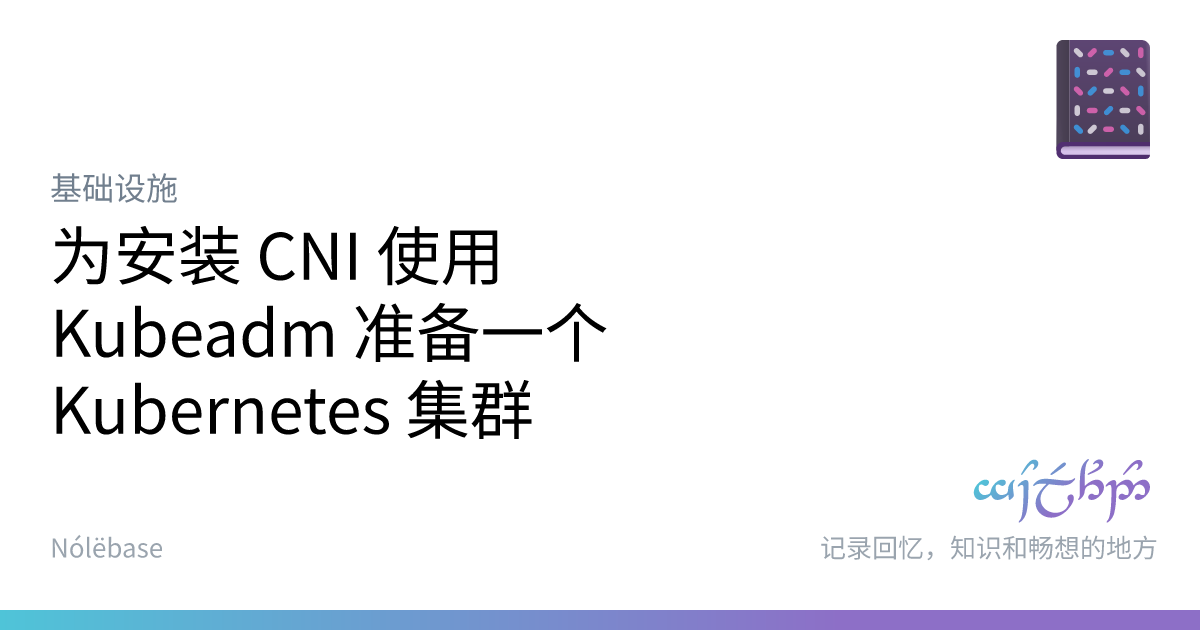 基础设施
为安装 CNI 使用
Kubeadm 准备一个
Kubernetes 集群
Nólëbase
记录回忆，知识和畅想的地方